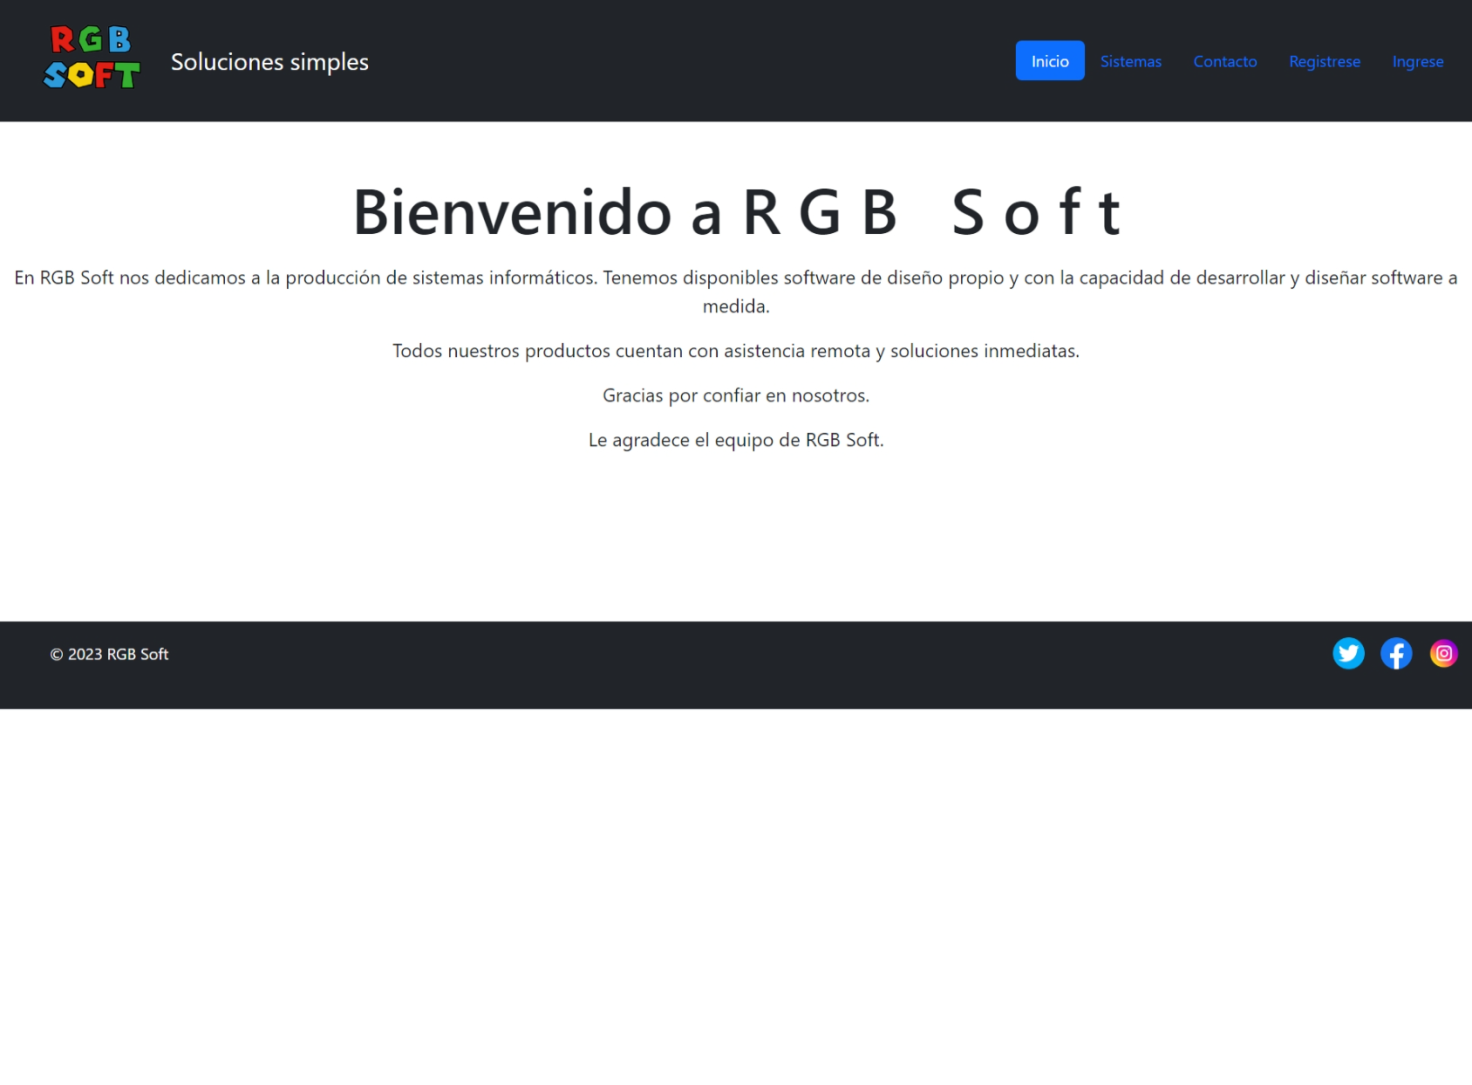 RGB
SOFT
Soluciones simples
Inicio
Sistemas
Contacto
Registrese
Ingrese
Bienvenido a R G B   S o f t
En RGB Soft nos dedicamos a la producción de sistemas informáticos. Tenemos disponibles software de diseño propio y con la capacidad de desarrollar y diseñar software a
medida.
Todos nuestros productos cuentan con asistencia remota y soluciones inmediatas.
Gracias por confiar en nosotros.
Le agradece el equipo de RGB Soft.
© 2023 RGB Soft